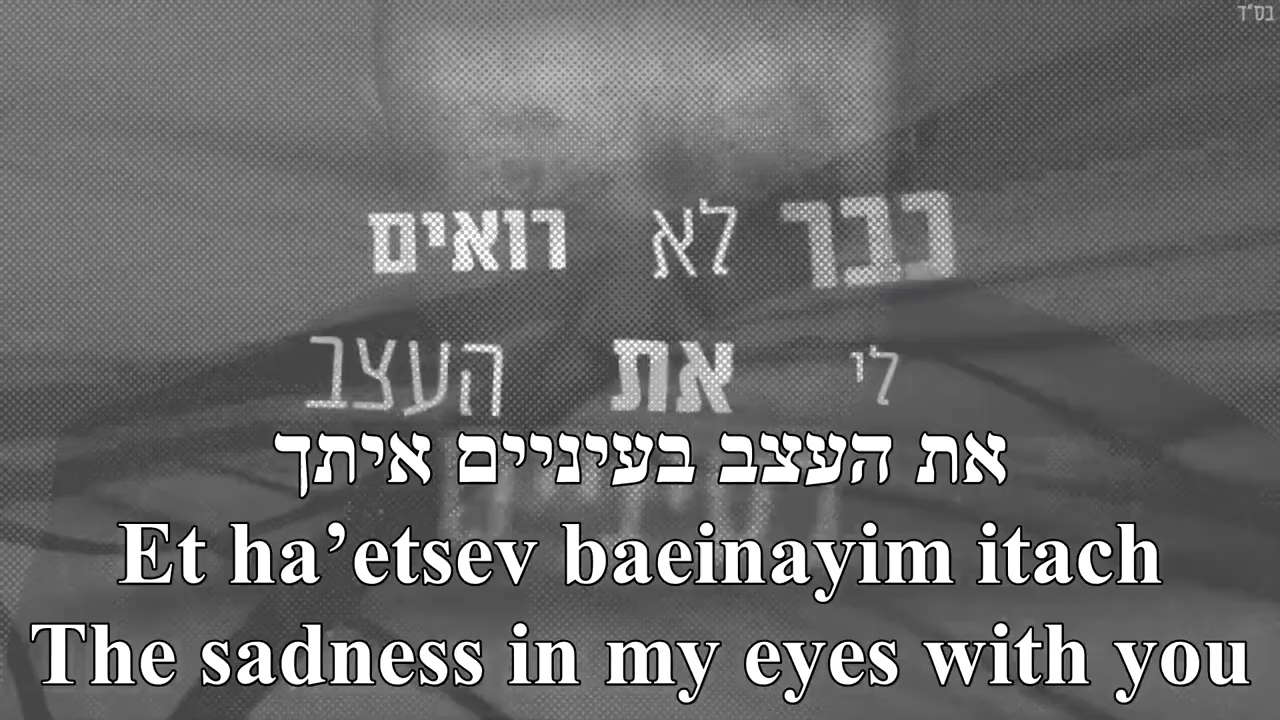 בס"ד
כבר לא רואים
לי את העצב
בעיניים
את העצב בעיניים איתך
Et ha’etsev baeinayim itach
The sadness in my eyes with you